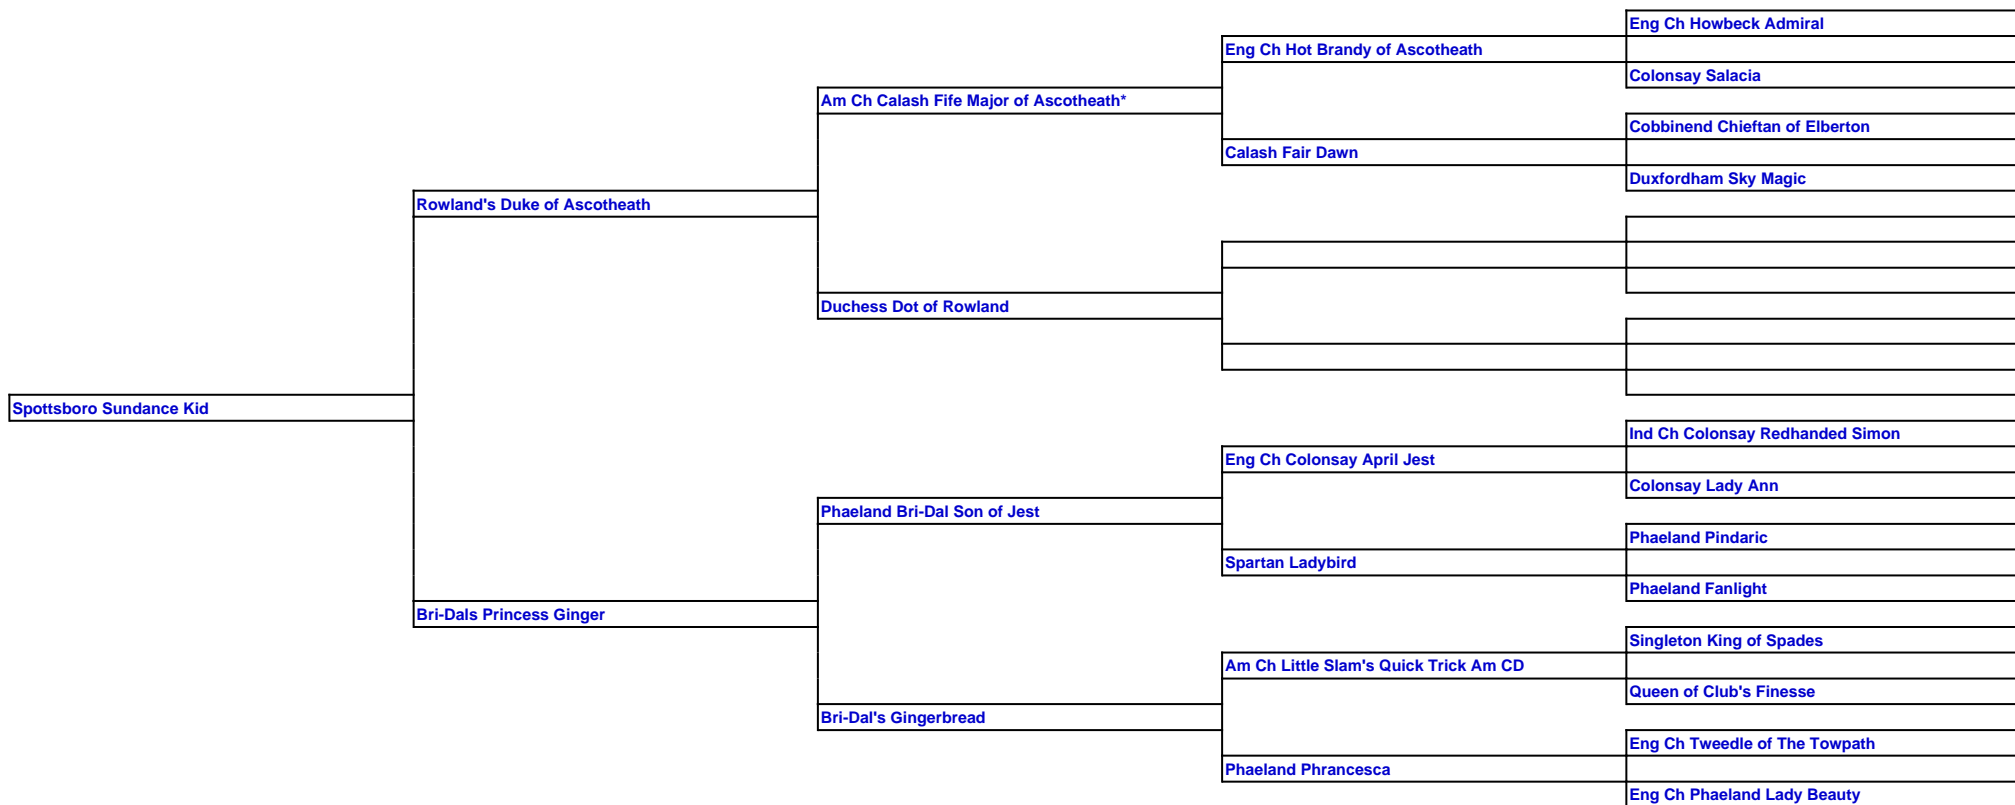 Eng Ch Howbeck Admiral
Eng Ch Hot Brandy of Ascotheath
Colonsay Salacia
Am Ch Calash Fife Major of Ascotheath*
Cobbinend Chieftan of Elberton
Calash Fair Dawn
Duxfordham Sky Magic
Rowland's Duke of Ascotheath
Duchess Dot of Rowland
Spottsboro Sundance Kid
Ind Ch Colonsay Redhanded Simon
Eng Ch Colonsay April Jest
Colonsay Lady Ann
Phaeland Bri-Dal Son of Jest
Phaeland Pindaric
Spartan Ladybird
Phaeland Fanlight
Bri-Dals Princess Ginger
Singleton King of Spades
Am Ch Little Slam's Quick Trick Am CD
Queen of Club's Finesse
Bri-Dal's Gingerbread
Eng Ch Tweedle of The Towpath
Phaeland Phrancesca
Eng Ch Phaeland Lady Beauty